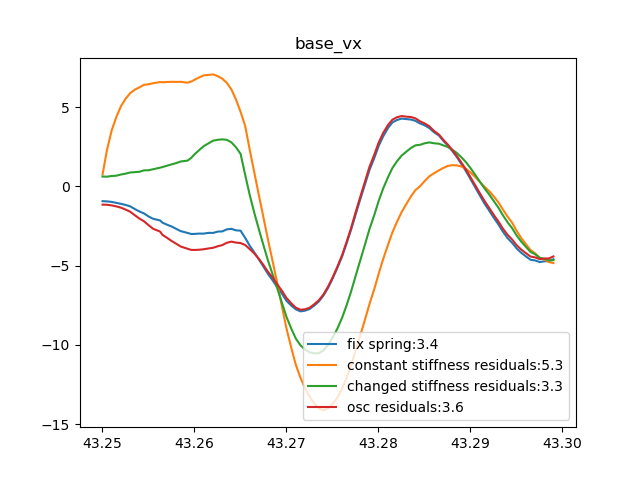 base_vx
5
0
−5
−10
−15
fix spring:3.4
constant stiffness residuals:5.3
changed stiffness residuals:3.3
osc residuals:3.6
43.25 43.26 43.27 43.28 43.29 43.30